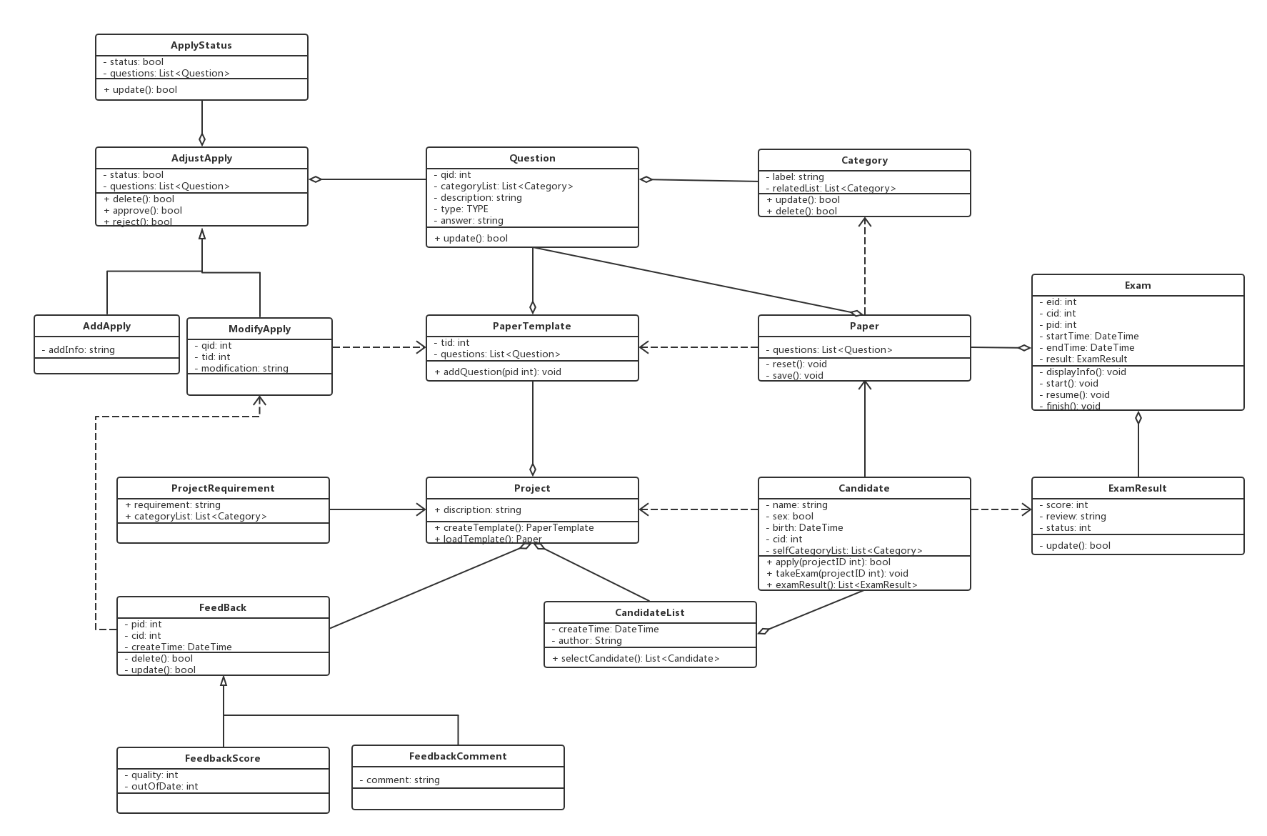 ApplyStatus
- status: bool
- questions: List<Question>
+ update(): bool
AdjustApply
- status: bool
- questions: List<Question>
+ delete(): bool
+ approve(): bool
+ reject(): bool
Question
- qid: int
- categoryList: List<Category>
- description: string
- type: TYPE
- answer: string
+ update(): bool
Category
- label: string
- relatedList: List<Category>
+ update(): bool
+ delete(): bool
AddApply
- addInfo: string
ModifyApply
- qid: int
- tid: int
- modification: string
PaperTemplate
- tid: int
- questions: List<Question>
+ addQuestion(pid int): void
Paper
- questions: List<Question>
- reset(): void
- save(): void
Exam
- eid: int
- cid: int
- pid: int
- startTime: DateTime
- endTime: DateTime
- result: ExamResult
- displayInfo(): void
- start(): void
- resume(): void
- finish(): void
ProjectRequirement
+ requirement: string
+ categoryList: List<Category>
Project
+ discription: string
+ createTemplate(): PaperTemplate
+ loadTemplate(): Paper
Candidate
- name: string
- sex: bool
- birth: DateTime
- cid: int
- selfCategoryList: List<Category>
+ apply(projectID int): bool
+ takeExam(projectID int): void
+ examResult(): List<ExamResult>
ExamResult
- score: int
- review: string
- status: int
- update(): bool
FeedBack
- pid: int
- cid: int
- createTime: DateTime
- delete(): bool
- update(): bool
CandidateList
- createTime: DateTime
- author: String
+ selectCandidate(): List<Candidate>
FeedbackScore
- quality: int
- outOfDate: int
FeedbackComment
- comment: string